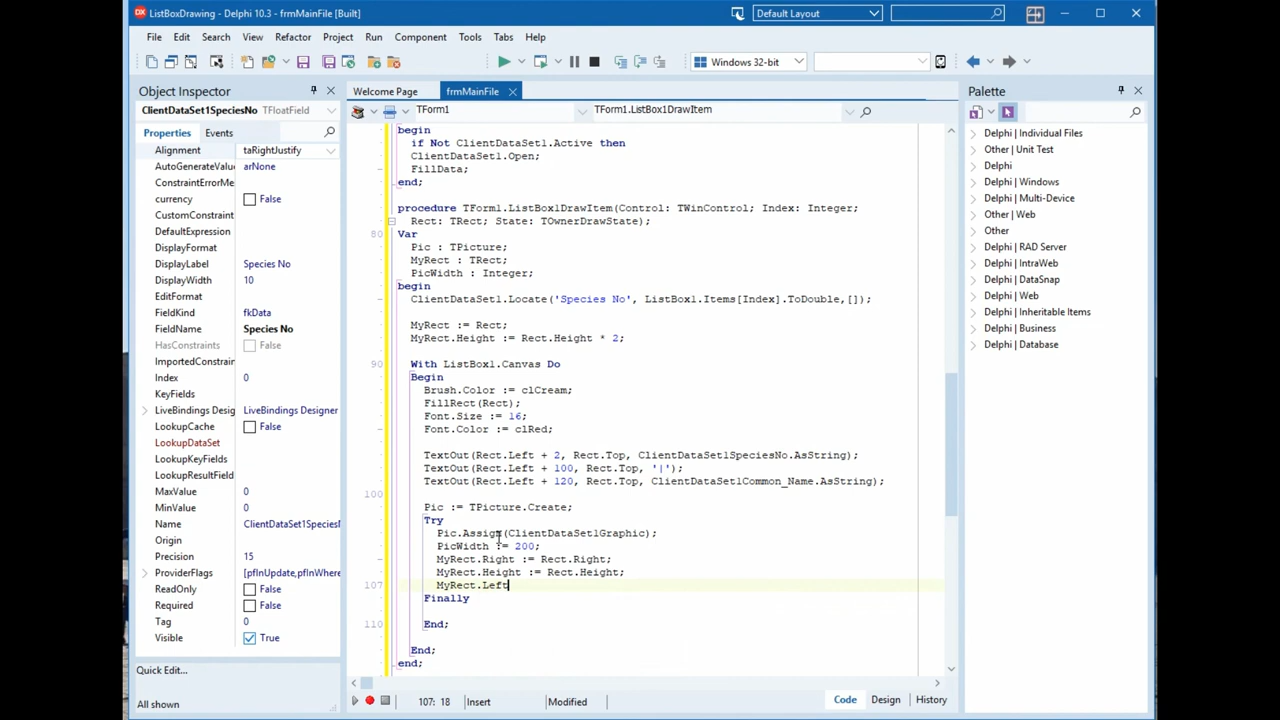 ListBoxDrawing - Delphi 10.3 - frmMainFile [Built]
Default Layout
File Edit Search View Refactor Project Run Component Tools Tabs Help
Windows 32-bit
Object Inspector
ClientDataSet1SpeciesNo TFloatField
Properties Events
Alignment taRightJustify
AutoGenerateValu arNone
ConstraintErrorMe
currency False
CustomConstraint
DefaultExpression
DisplayFormat
DisplayLabel Species No
DisplayWidth 10
EditFormat
FieldKind fkData
FieldName Species No
HasConstraints False
ImportedConstrain
Index 0
KeyFields
LiveBindings Desig LiveBindings Designer
LookupCache False
LookupDataSet
LookupKeyFields
LookupResultField
MaxValue 0
MinValue 0
Name ClientDataSet1SpeciesN
Origin
Precision 15
ProviderFlags [pfInUpdate,pfInWhere
ReadOnly False
Required False
Tag 0
Visible True
Quick Edit...
All shown
Welcome Page frmMainFile
TForm1 TForm1.ListBox1DrawItem
begin
if Not ClientDataSet1.Active then
ClientDataSet1.Open;
FillData;
end;
procedure TForm1.ListBox1DrawItem(Control: TWinControl; Index: Integer;
Rect: TRect; State: TOwnerDrawState);
80 Var
Pic : TPicture;
MyRect : TRect;
PicWidth : Integer;
begin
ClientDataSet1.Locate('Species No', ListBox1.Items[Index].ToDouble,[]);
MyRect := Rect;
MyRect.Height := Rect.Height * 2;
90 With ListBox1.Canvas Do
Begin
Brush.Color := clCream;
FillRect(Rect);
Font.Size := 16;
Font.Color := clRed;
TextOut(Rect.Left + 2, Rect.Top, ClientDataSet1SpeciesNo.AsString);
TextOut(Rect.Left + 100, Rect.Top, '|');
TextOut(Rect.Left + 120, Rect.Top, ClientDataSet1Common_Name.AsString);
100
Pic := TPicture.Create;
Try
Pic.Assign(ClientDataSet1Graphic);
PicWidth := 200;
MyRect.Right := Rect.Right;
MyRect.Height := Rect.Height;
107 MyRect.Left
Finally
110 End;
End;
end;
107: 18 Insert Modified Code Design History
Palette
Delphi | Individual Files
Other | Unit Test
Delphi
Delphi | Windows
Delphi | Multi-Device
Other | Web
Other
Delphi | RAD Server
Delphi | IntraWeb
Delphi | DataSnap
Delphi | Web
Delphi | Inheritable Items
Delphi | Business
Delphi | Database